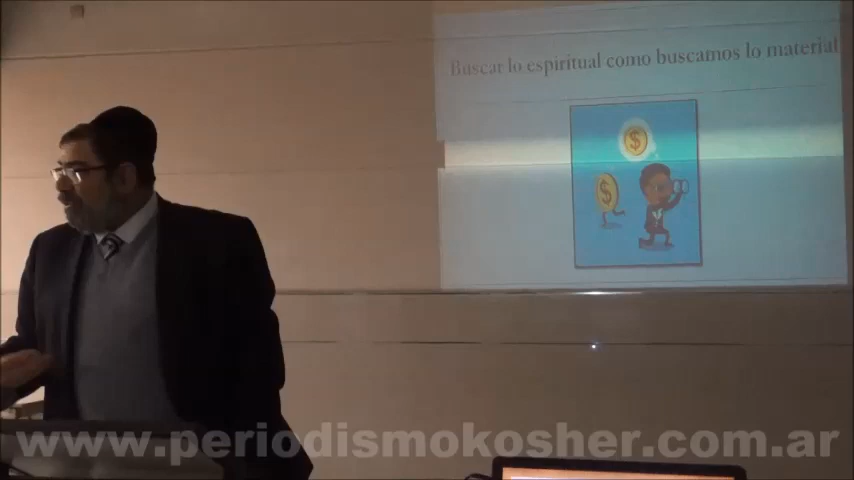 Buscar lo espiritual como buscamos lo material
$
$
www.periodismokosher.com.ar